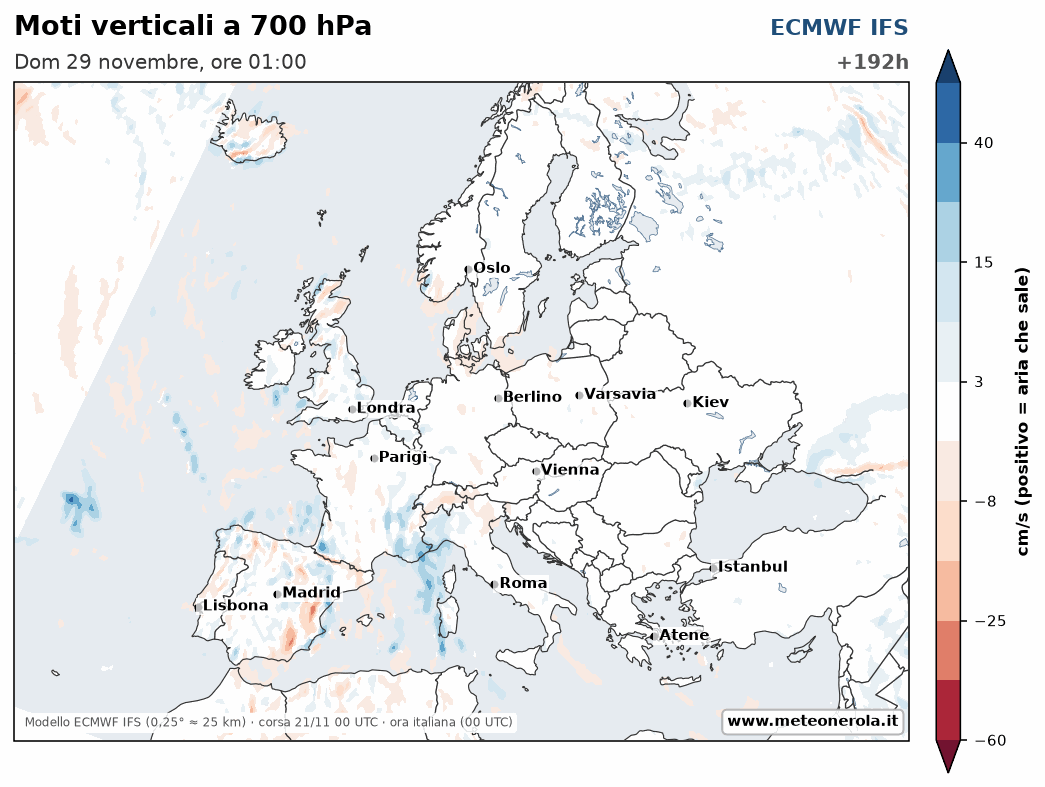 Moti verticali a 700 hPa
ECMWF IFS
Dom 29 novembre, ore 01:00
+192h
40
15
3
−8
−25
−60
cm/s (positivo = aria che sale)
Oslo
Berlino
Varsavia
Kiev
Londra
Parigi
Vienna
Istanbul
Madrid
Roma
Lisbona
Atene
Modello ECMWF IFS (0,25° ≈ 25 km) · corsa 21/11 00 UTC · ora italiana (00 UTC)
www.meteonerola.it